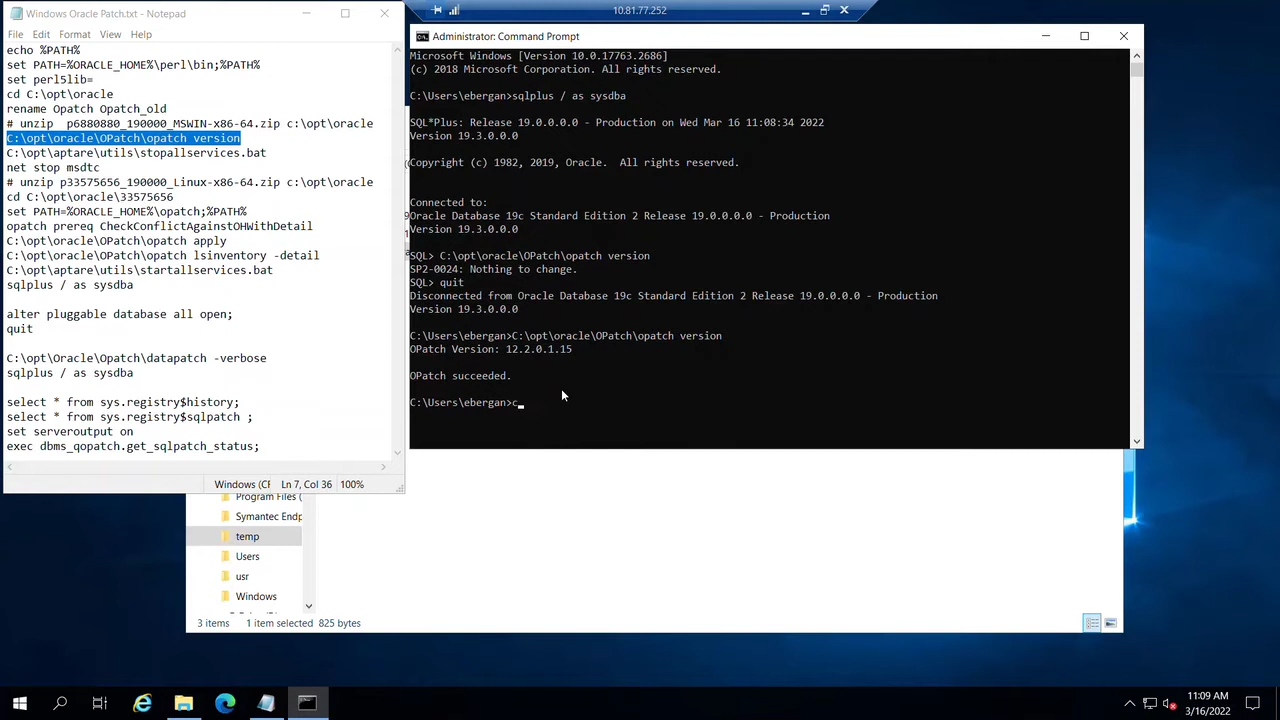 Windows Oracle Patch.txt - Notepad
File Edit Format View Help
echo %PATH%
set PATH=%ORACLE_HOME%\perl\bin;%PATH%
set perl5lib=
cd C:\opt\oracle
rename Opatch Opatch_old
# unzip  p6880880_190000_MSWIN-x86-64.zip c:\opt\oracle
C:\opt\oracle\OPatch\opatch version
C:\opt\aptare\utils\stopallservices.bat
net stop msdtc
# unzip p33575656_190000_Linux-x86-64.zip c:\opt\oracle
cd C:\opt\oracle\33575656
set PATH=%ORACLE_HOME%\opatch;%PATH%
opatch prereq CheckConflictAgainstOHWithDetail
C:\opt\oracle\OPatch\opatch apply
C:\opt\oracle\OPatch\opatch lsinventory -detail
C:\opt\aptare\utils\startallservices.bat
sqlplus / as sysdba
alter pluggable database all open;
quit
C:\opt\Oracle\Opatch\datapatch -verbose
sqlplus / as sysdba
select * from sys.registry$history;
select * from sys.registry$sqlpatch ;
set serveroutput on
exec dbms_qopatch.get_sqlpatch_status;
Windows (CR Ln 7, Col 36 100%
10.81.77.252
Administrator: Command Prompt
Microsoft Windows [Version 10.0.17763.2686]
(c) 2018 Microsoft Corporation. All rights reserved.
C:\Users\ebergan>sqlplus / as sysdba
SQL*Plus: Release 19.0.0.0.0 - Production on Wed Mar 16 11:08:34 2022
Version 19.3.0.0.0
Copyright (c) 1982, 2019, Oracle.  All rights reserved.
Connected to:
Oracle Database 19c Standard Edition 2 Release 19.0.0.0.0 - Production
Version 19.3.0.0.0
SQL> C:\opt\oracle\OPatch\opatch version
SP2-0024: Nothing to change.
SQL> quit
Disconnected from Oracle Database 19c Standard Edition 2 Release 19.0.0.0.0 - Production
Version 19.3.0.0.0
C:\Users\ebergan>C:\opt\oracle\OPatch\opatch version
OPatch Version: 12.2.0.1.15
OPatch succeeded.
C:\Users\ebergan>c_
Program Files (
Symantec Endp
temp
Users
usr
Windows
3 items 1 item selected 825 bytes
11:09 AM
3/16/2022